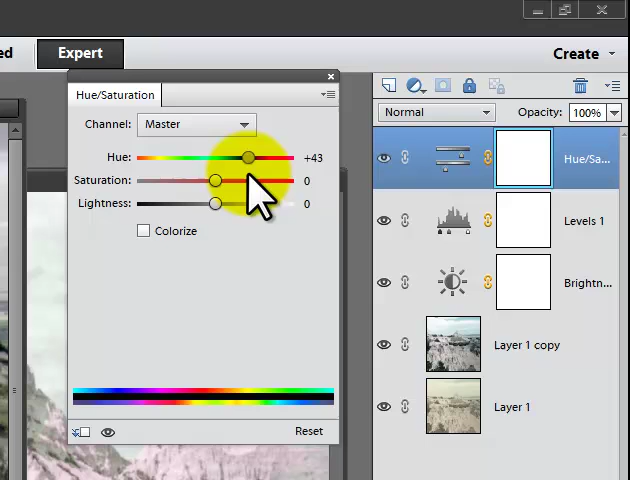 ed
Expert
Create
Hue/Saturation
Channel: Master
Normal
Opacity: 100%
Hue: +43
Saturation: 0
Lightness: 0
Colorize
Hue/Sa...
Levels 1
Brightn...
Layer 1 copy
Layer 1
Reset